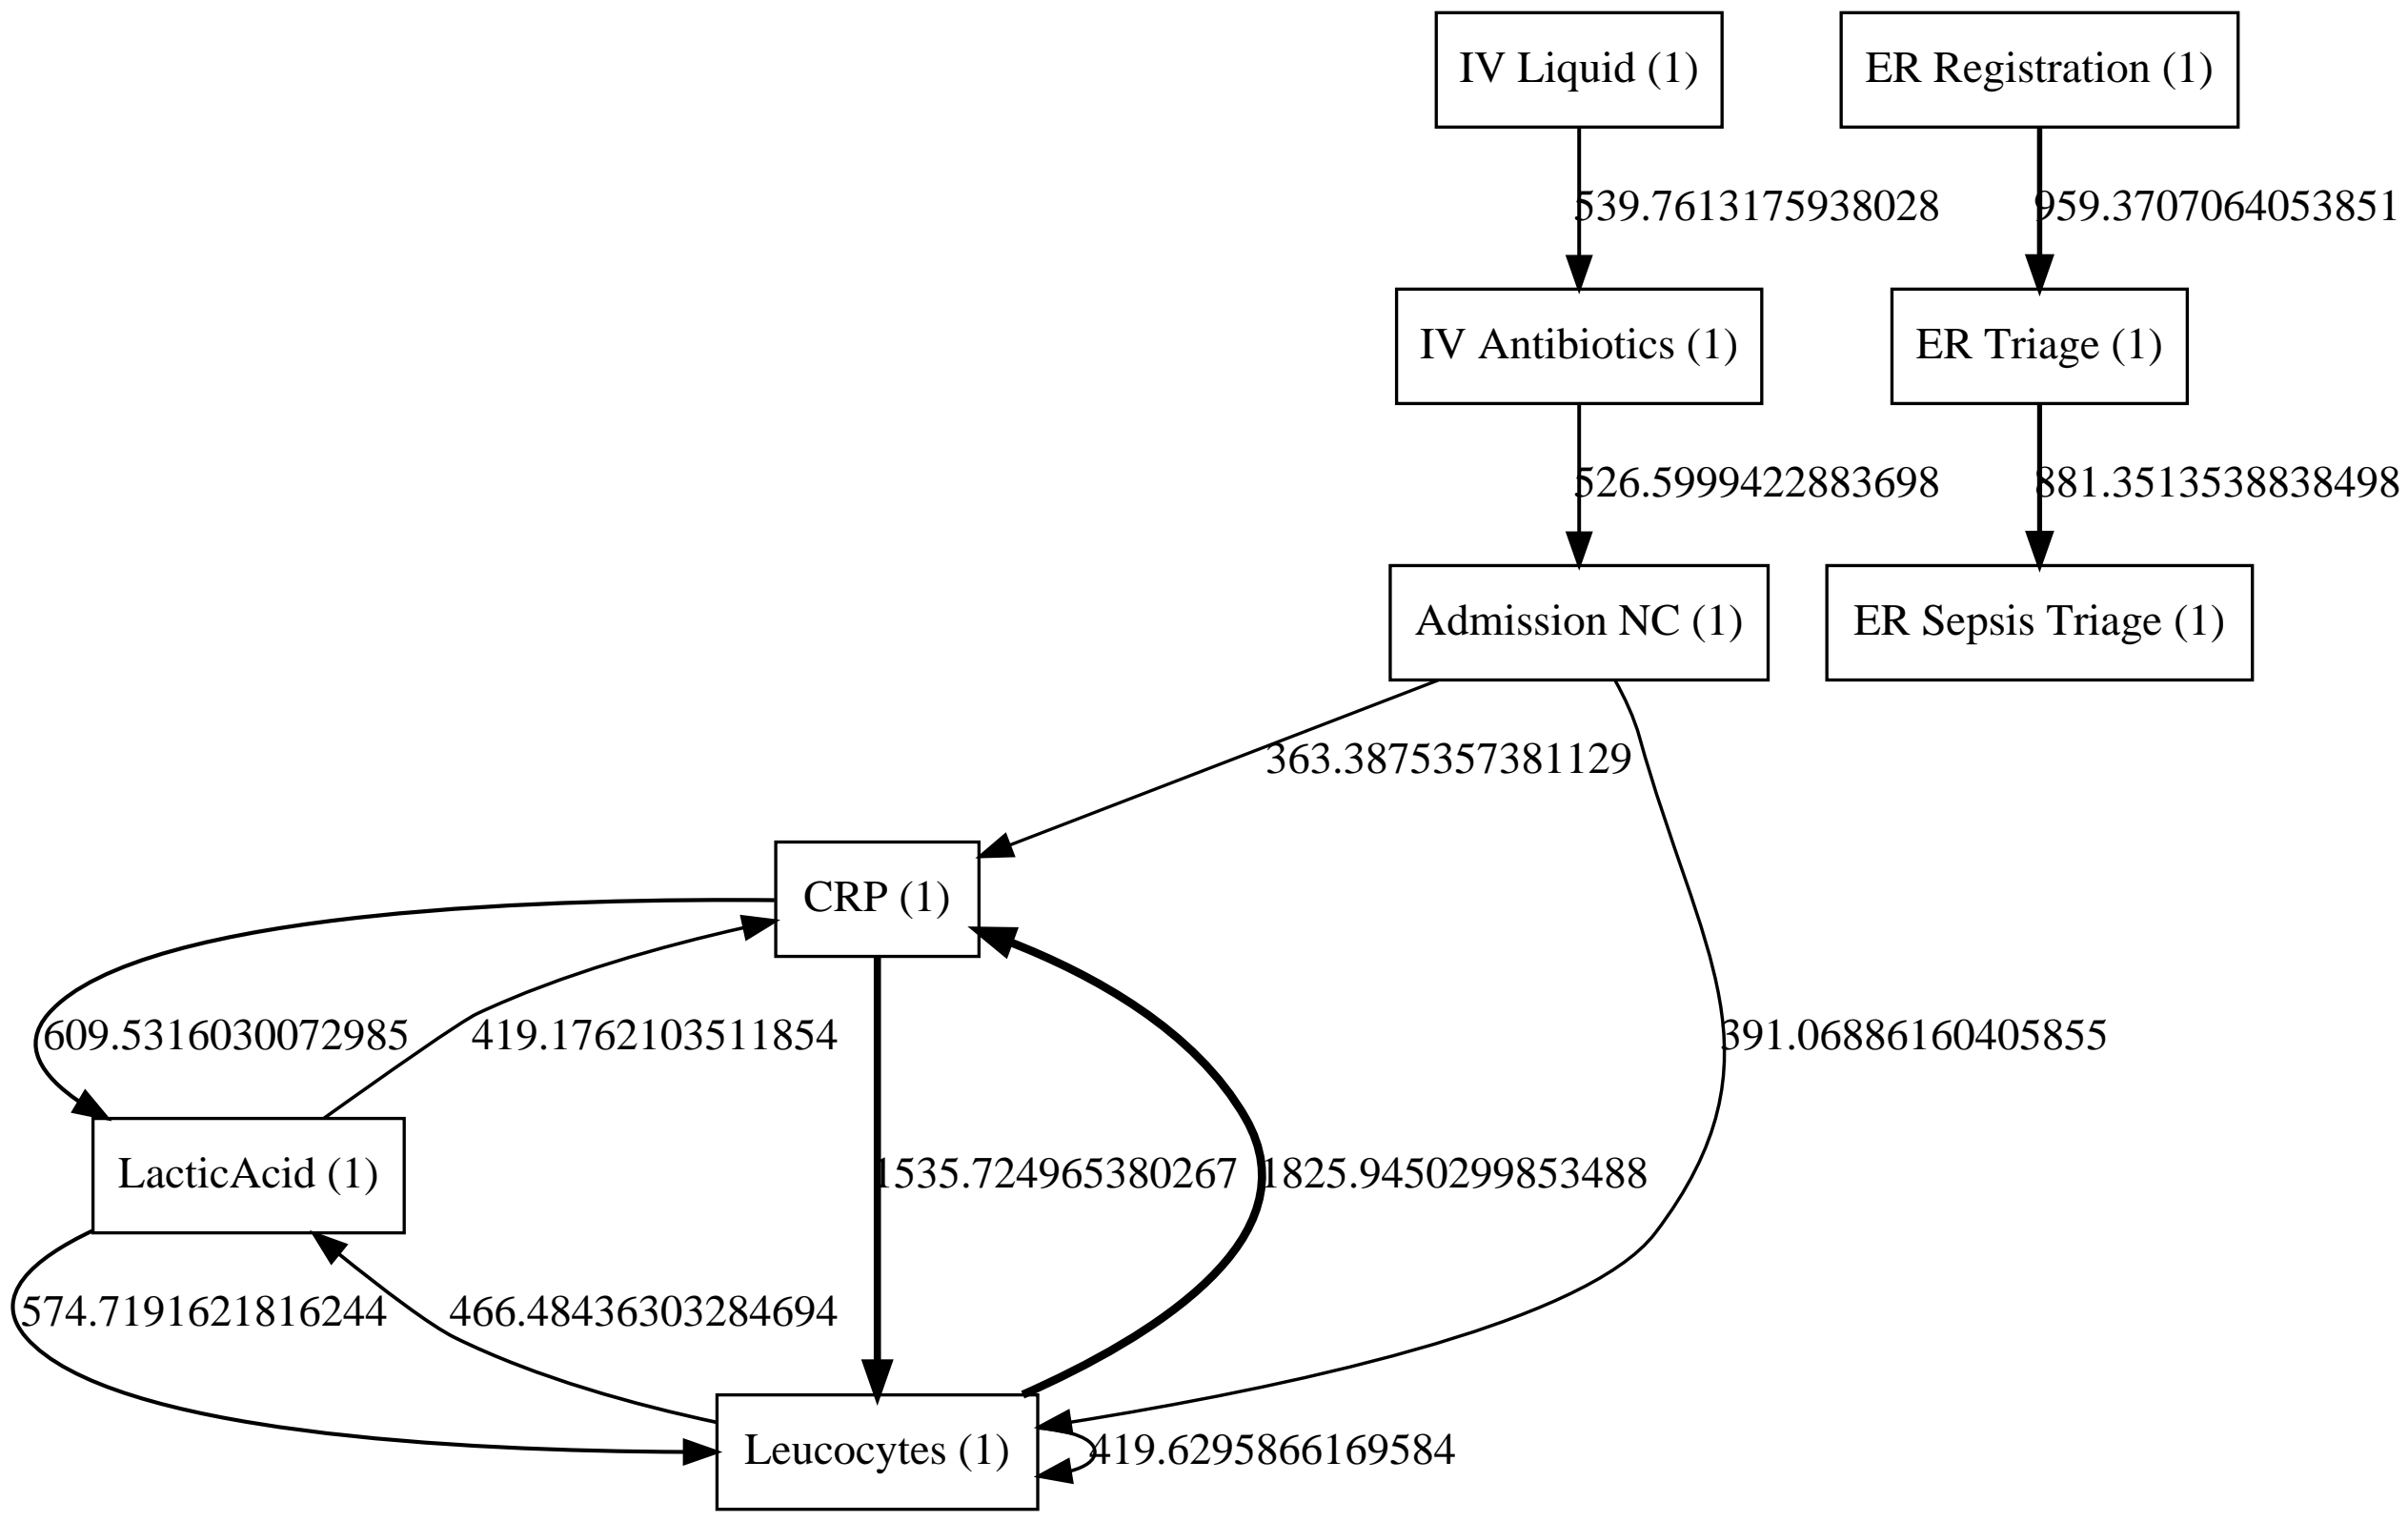 IV Liquid (1)
ER Registration (1)
539.7613175938028
959.3707064053851
IV Antibiotics (1)
ER Triage (1)
526.5999422883698
881.3513538838498
Admission NC (1)
ER Sepsis Triage (1)
363.3875357381129
CRP (1)
609.5316030072985
419.1762103511854
391.06886160405855
LacticAcid (1)
1535.724965380267
1825.9450299853488
574.7191621816244
466.48436303284694
Leucocytes (1)
419.6295866169584